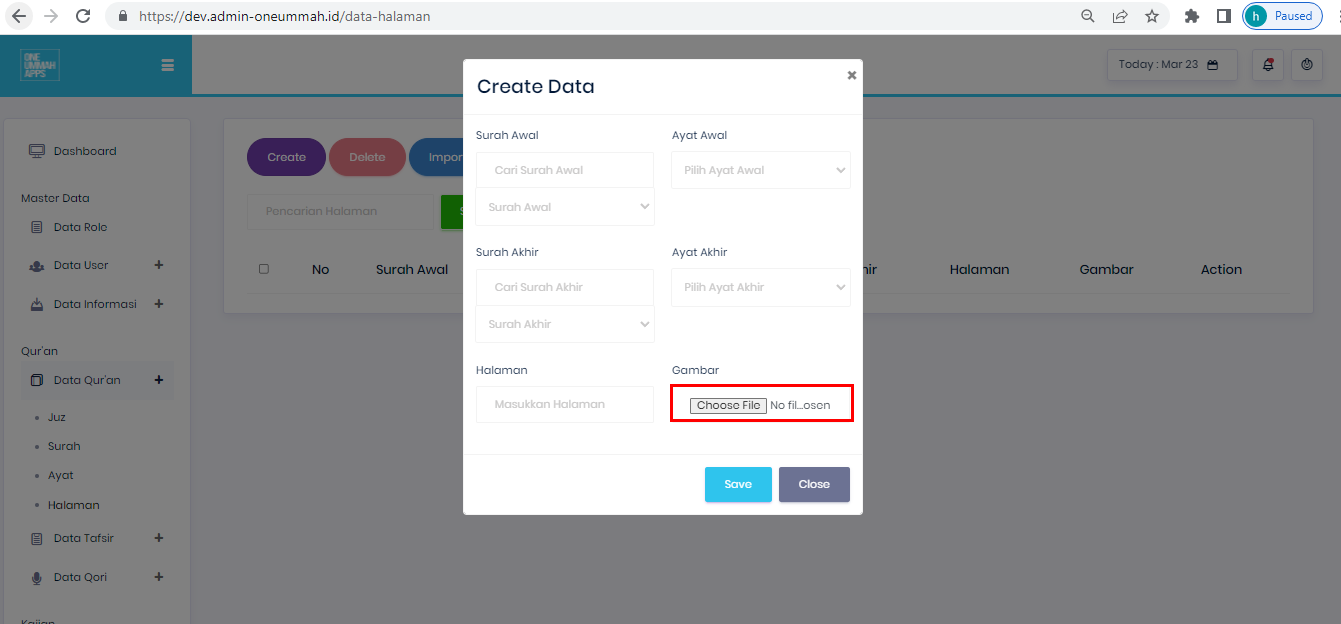 https://dev.admin-oneummah.id/data-halaman
h Paused
ONE
UMMAH
APPS
Today : Mar 23
Dashboard
Master Data
Data Role
Data User +
Data Informasi +
Qur'an
Data Qur'an +
Juz
Surah
Ayat
Halaman
Data Tafsir +
Data Qori +
Kajian
Create Delete Impor
Pencarian Halaman S
No Surah Awal hir Halaman Gambar Action
Create Data ×
Surah Awal Ayat Awal
Cari Surah Awal Pilih Ayat Awal
Surah Awal
Surah Akhir Ayat Akhir
Cari Surah Akhir Pilih Ayat Akhir
Surah Akhir
Halaman Gambar
Masukkan Halaman Choose File No fil...osen
Save Close